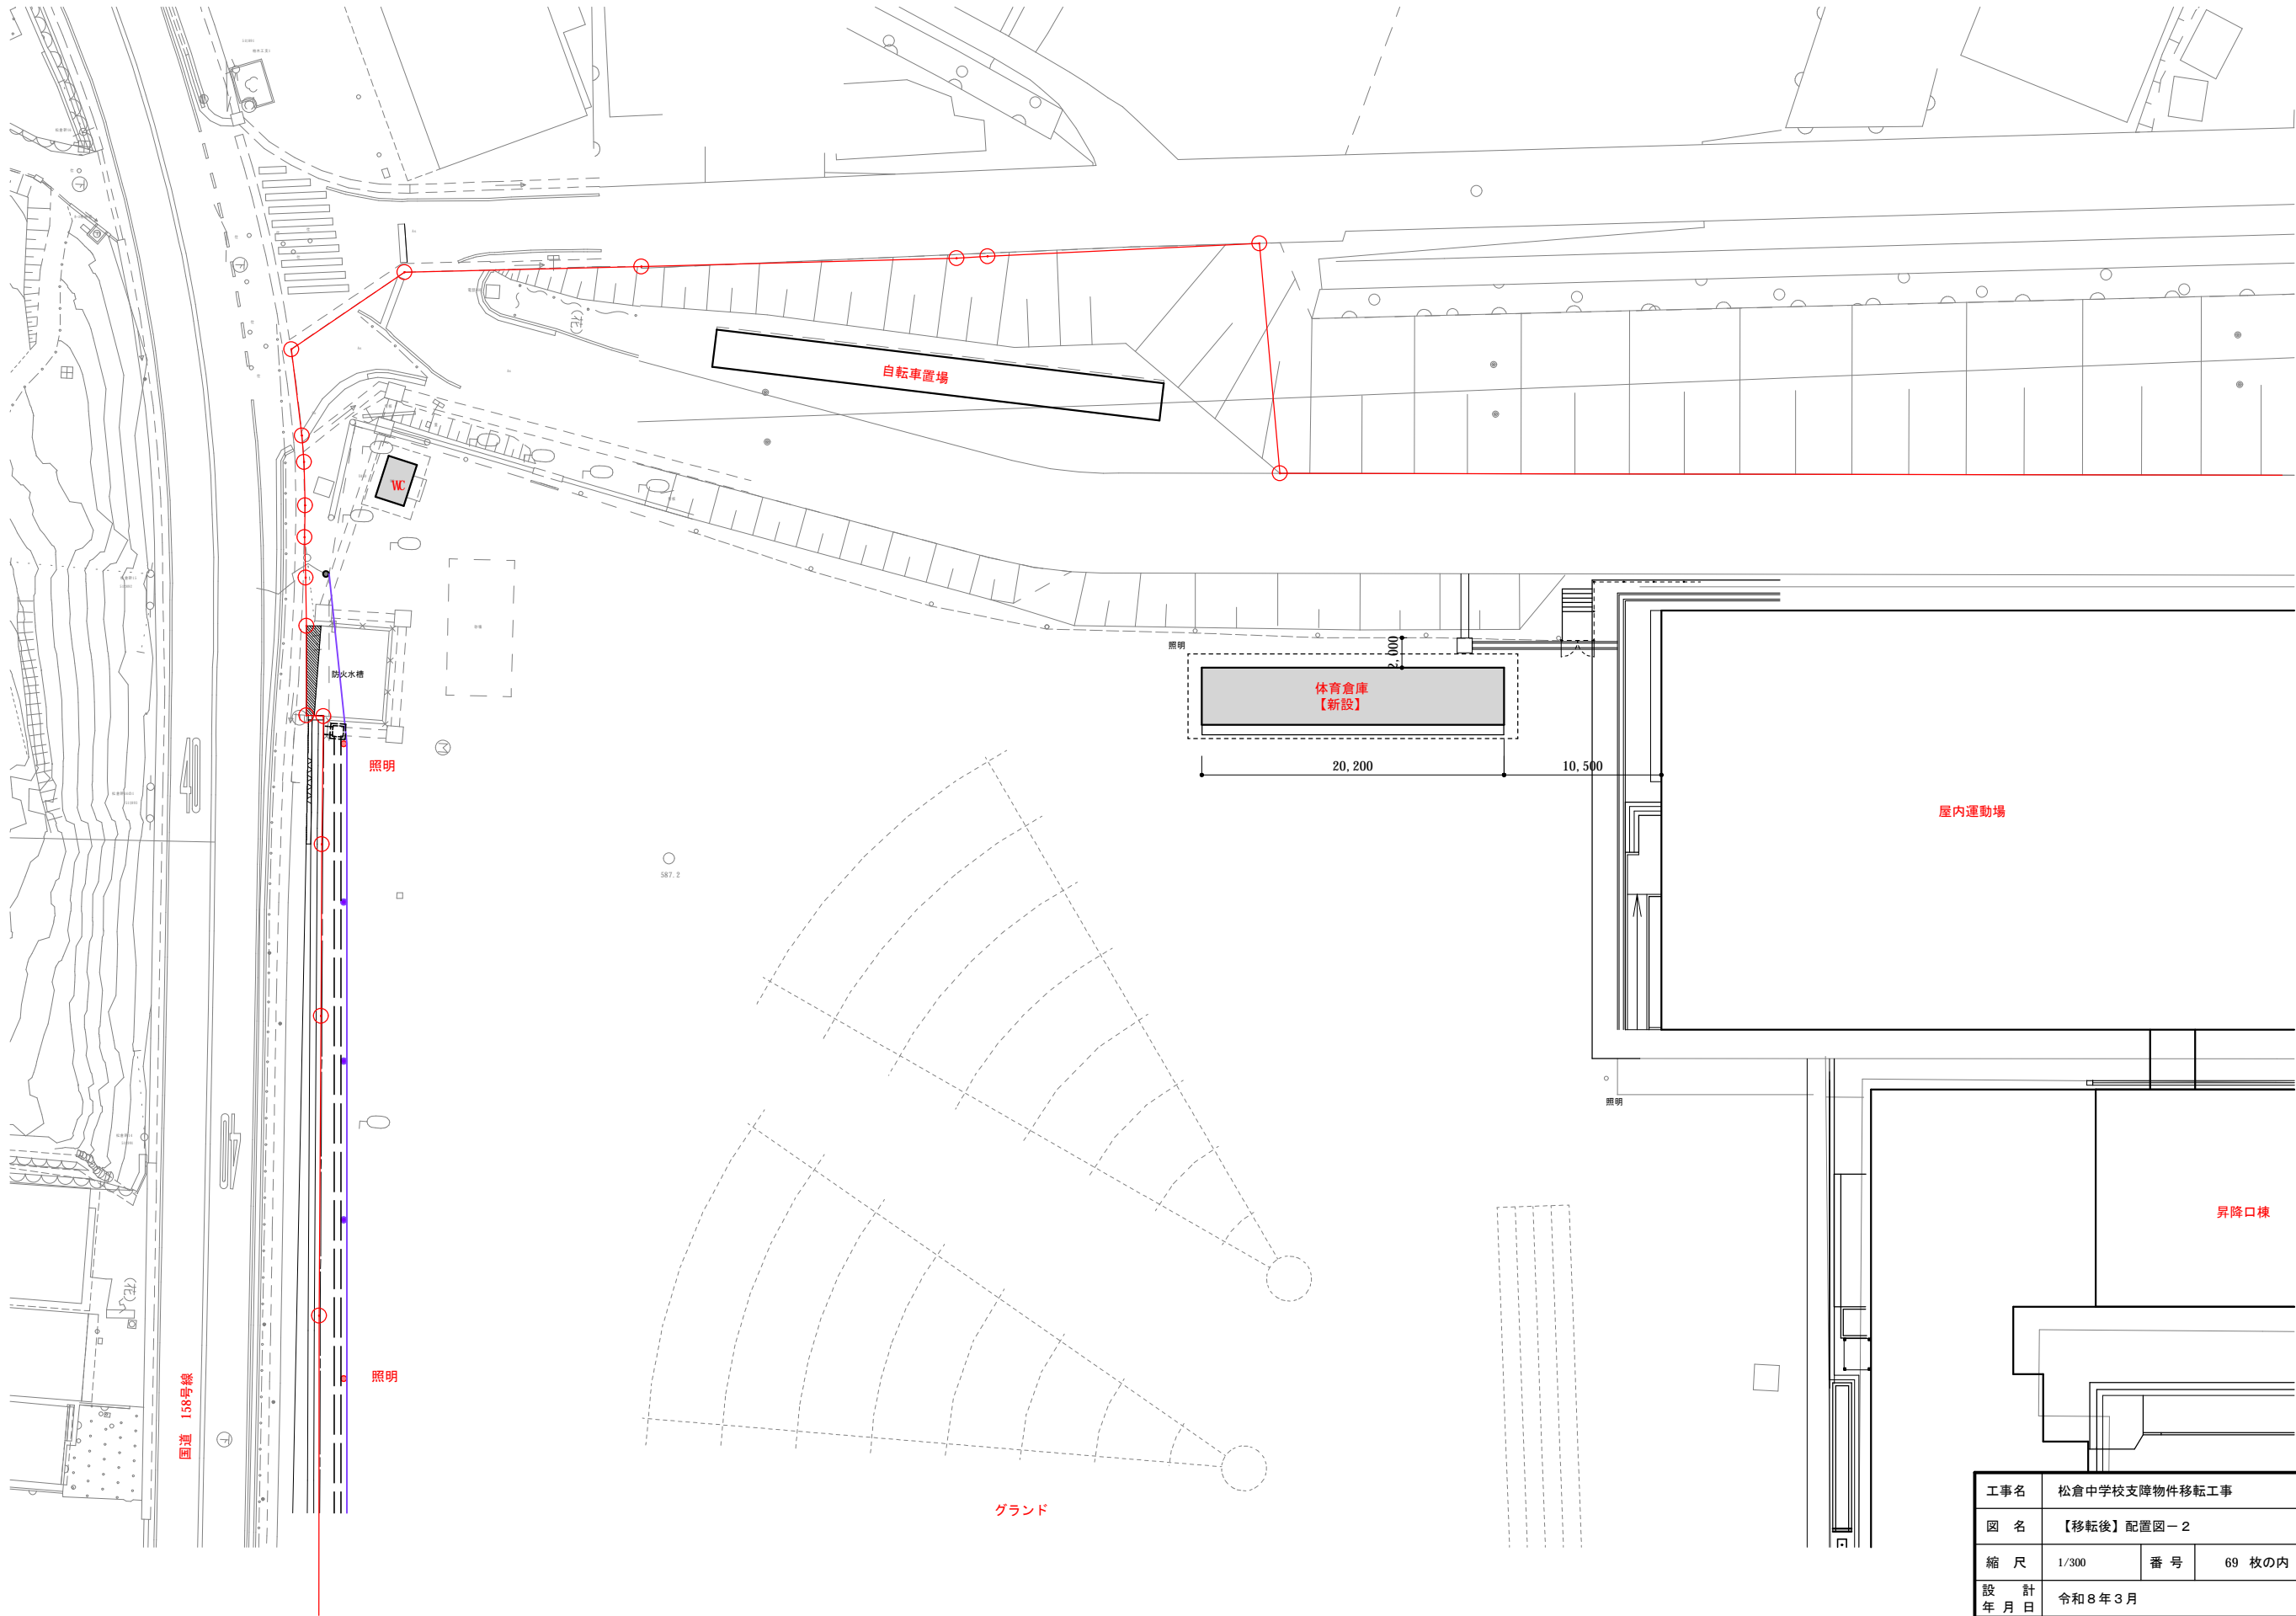 自転車置場
WC
防火水槽
照明
2,000
体育倉庫
【新設】
20,200
10,500
照明
屋内運動場
587.2
照明
昇降口棟
照明
国道 158号線
グランド
工事名 松倉中学校支障物件移転工事
図 名 【移転後】配置図－２
縮 尺 1/300 番 号 69 枚の内
設 計
年 月 日 令和８年３月